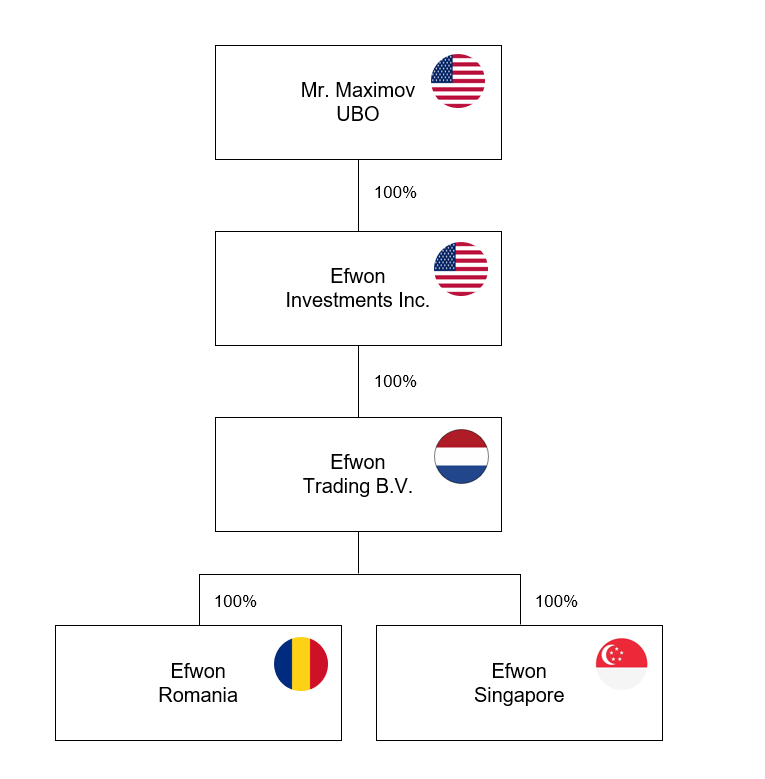 Mr. Maximov
UBO
100%
Efwon
Investments Inc.
100%
Efwon
Trading B.V.
100%
100%
Efwon
Romania
Efwon
Singapore